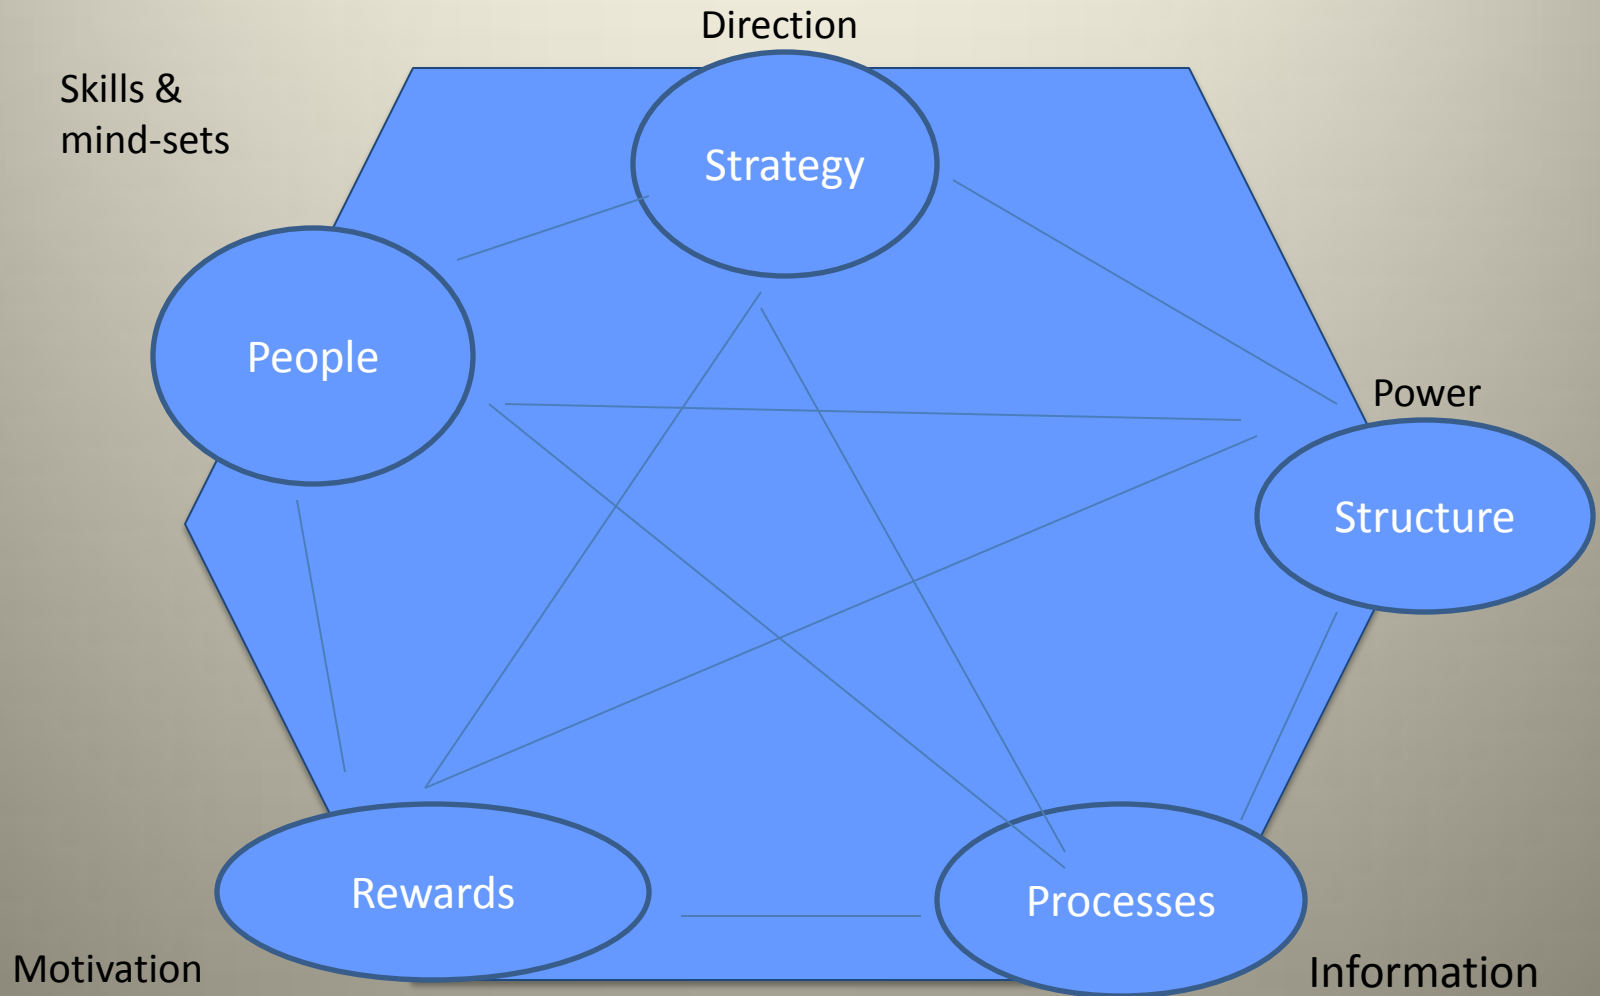 Direction
Skills &
mind-sets
Strategy
People
Power
Structure
Rewards
Processes
Motivation
Information